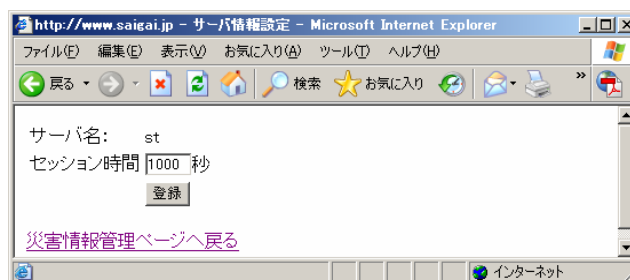 http://www.saigai.jp - サーバ情報設定 - Microsoft Internet Explorer
ファイル(F) 編集(E) 表示(V) お気に入り(A) ツール(T) ヘルプ(H)
戻る 検索 お気に入り »
サーバ名: st
セッション時間 1000 秒
登録
災害情報管理ページへ戻る
インターネット